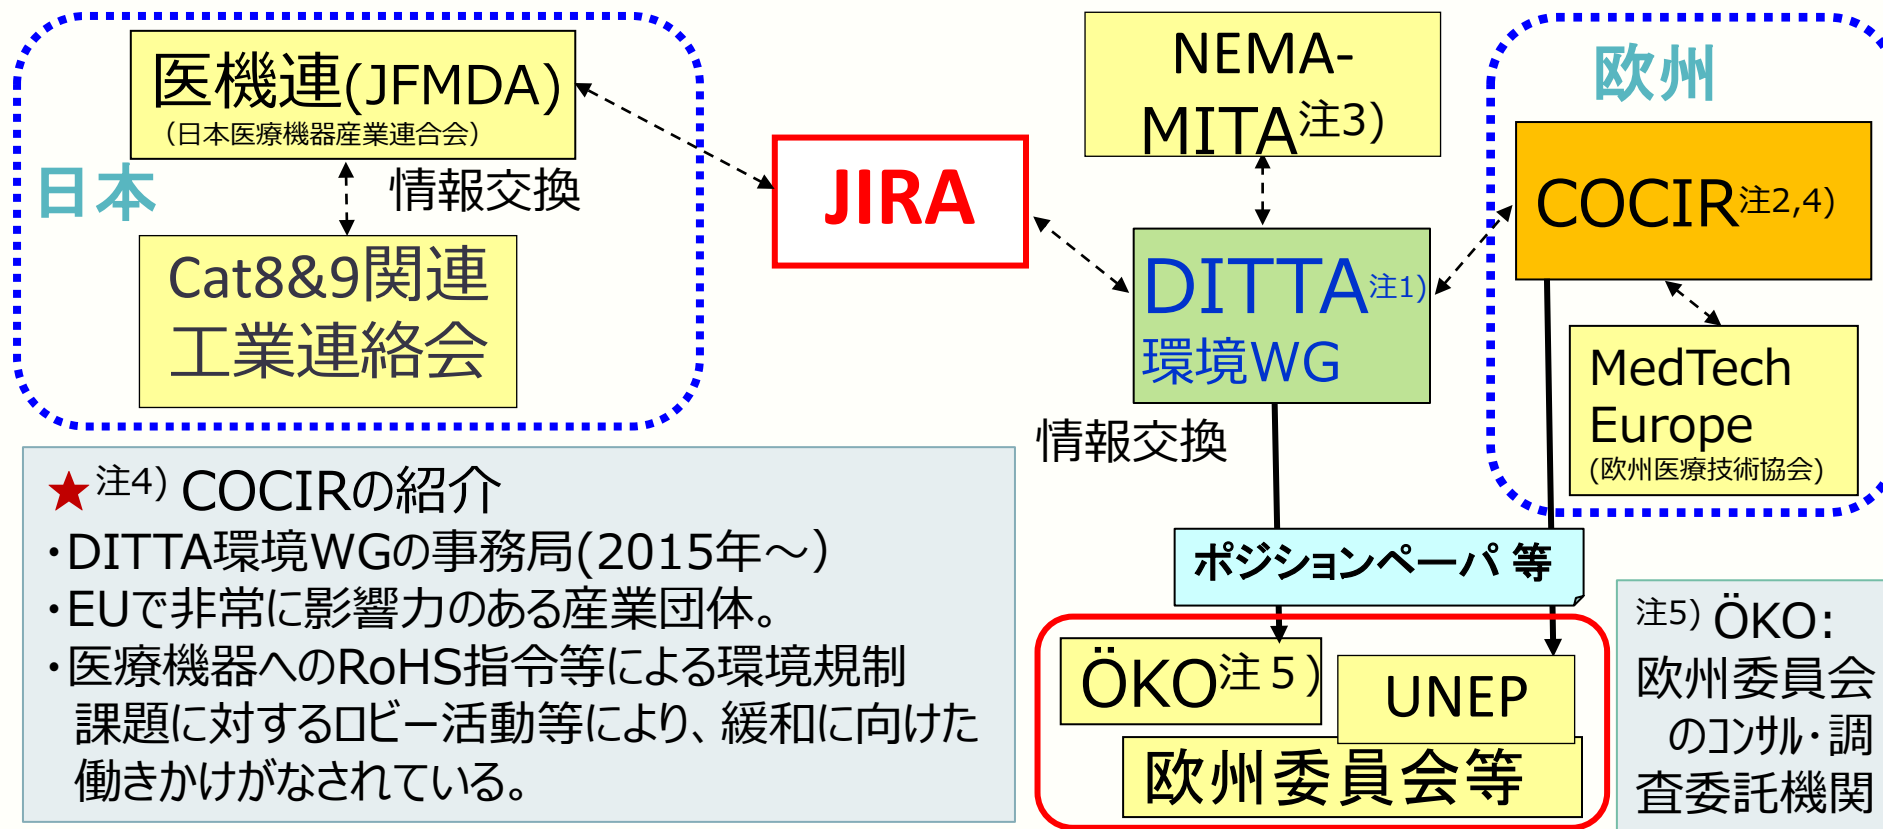 日本
医機連(JFMDA)
（日本医療機器産業連合会）
情報交換
Cat8&9関連
工業連絡会
JIRA
NEMA-
MITA注3)
DITTA注1)
環境WG
情報交換
欧州
COCIR注2,4)
MedTech
Europe
(欧州医療技術協会)
★注4) COCIRの紹介
・DITTA環境WGの事務局(2015年～）
・EUで非常に影響力のある産業団体。
・医療機器へのRoHS指令等による環境規制
課題に対するロビー活動等により、緩和に向けた
働きかけがなされている。
ポジションペーパ 等
ÖKO注５)
UNEP
欧州委員会等
注5) ÖKO:
欧州委員会
のｺﾝｻﾙ・調
査委託機関